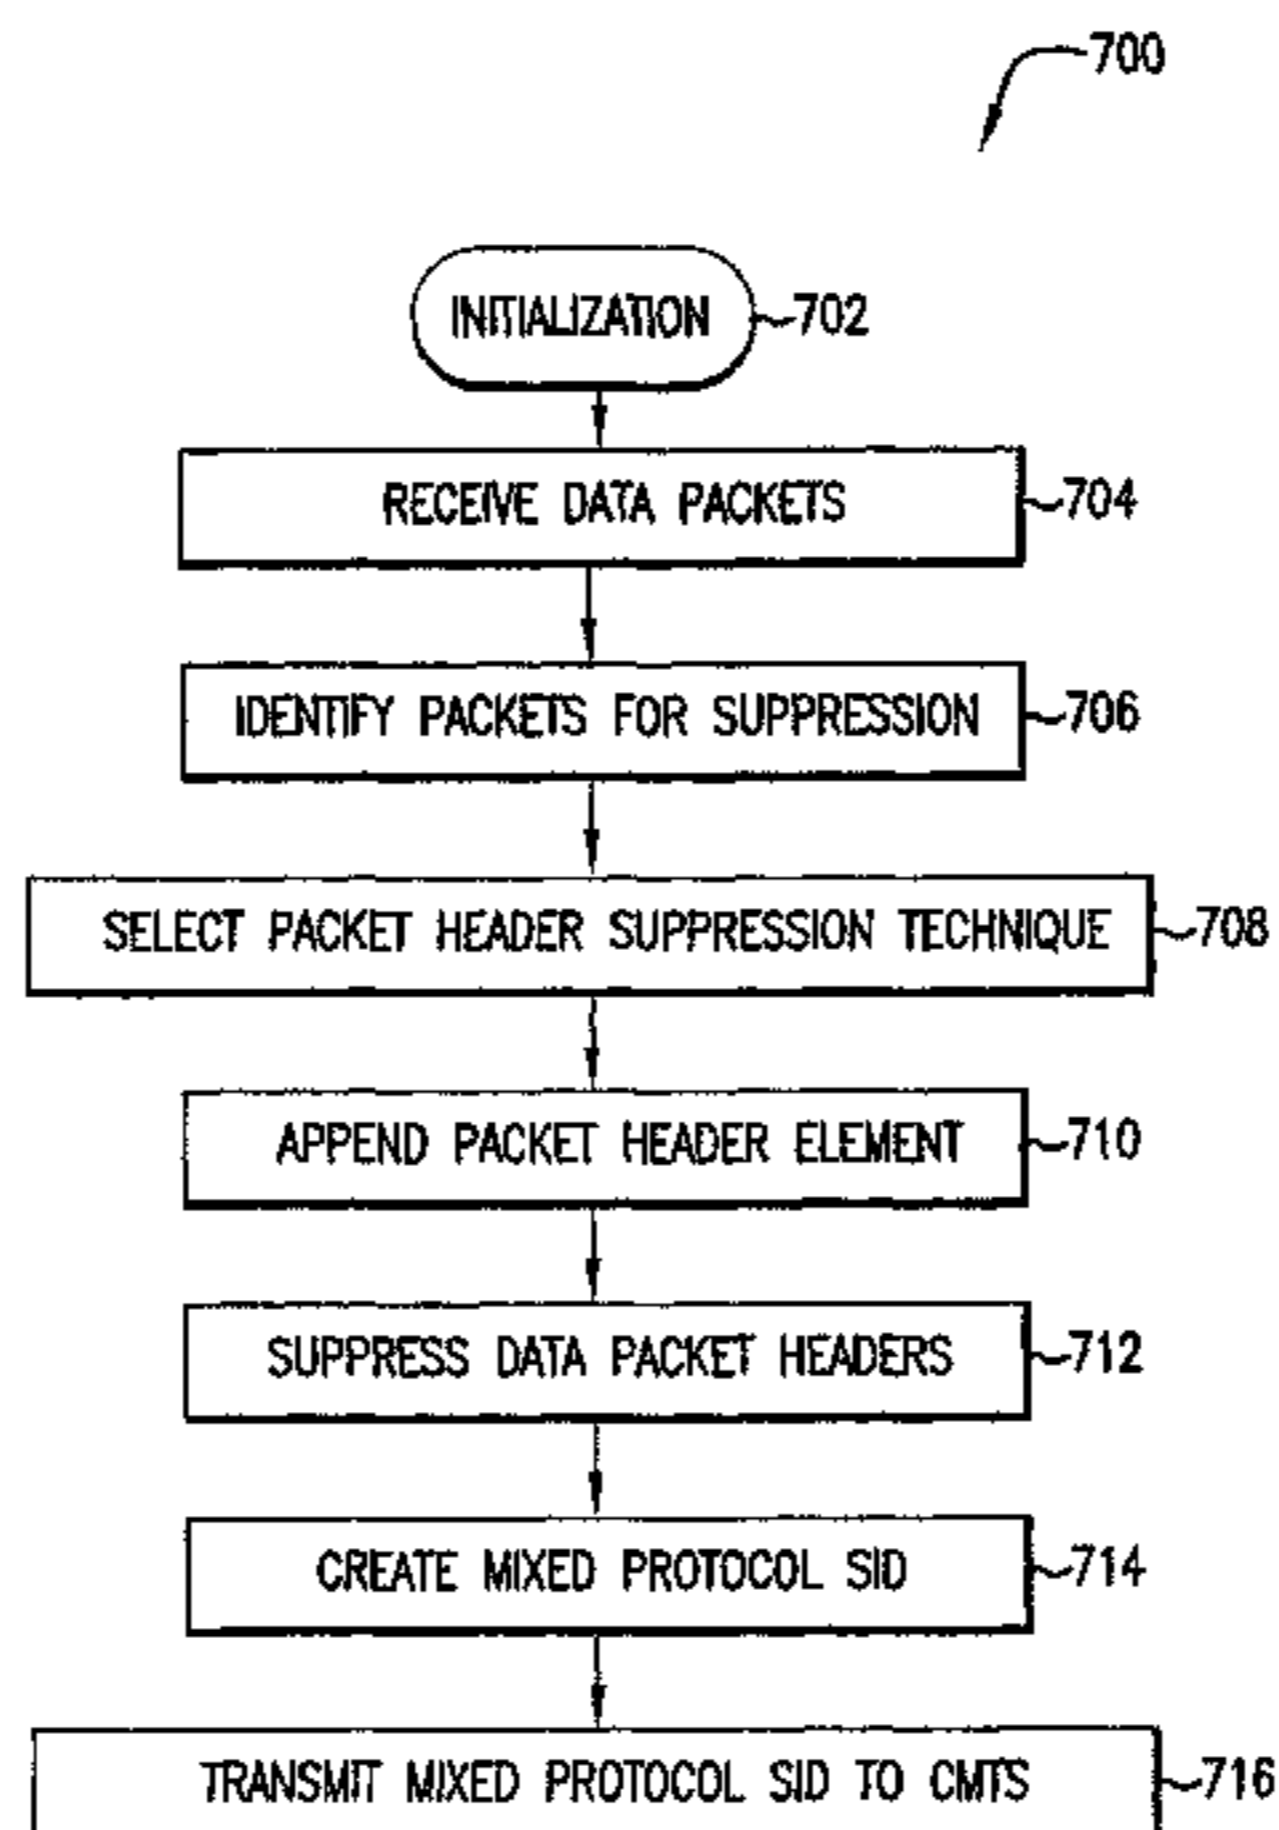 700
INITIALIZATION 702
RECEIVE DATA PACKETS 704
IDENTIFY PACKETS FOR SUPPRESSION 706
SELECT PACKET HEADER SUPPRESSION TECHNIQUE 708
APPEND PACKET HEADER ELEMENT 710
SUPPRESS DATA PACKET HEADERS 712
CREATE MIXED PROTOCOL SID 714
TRANSMIT MIXED PROTOCOL SID TO CMTS 716